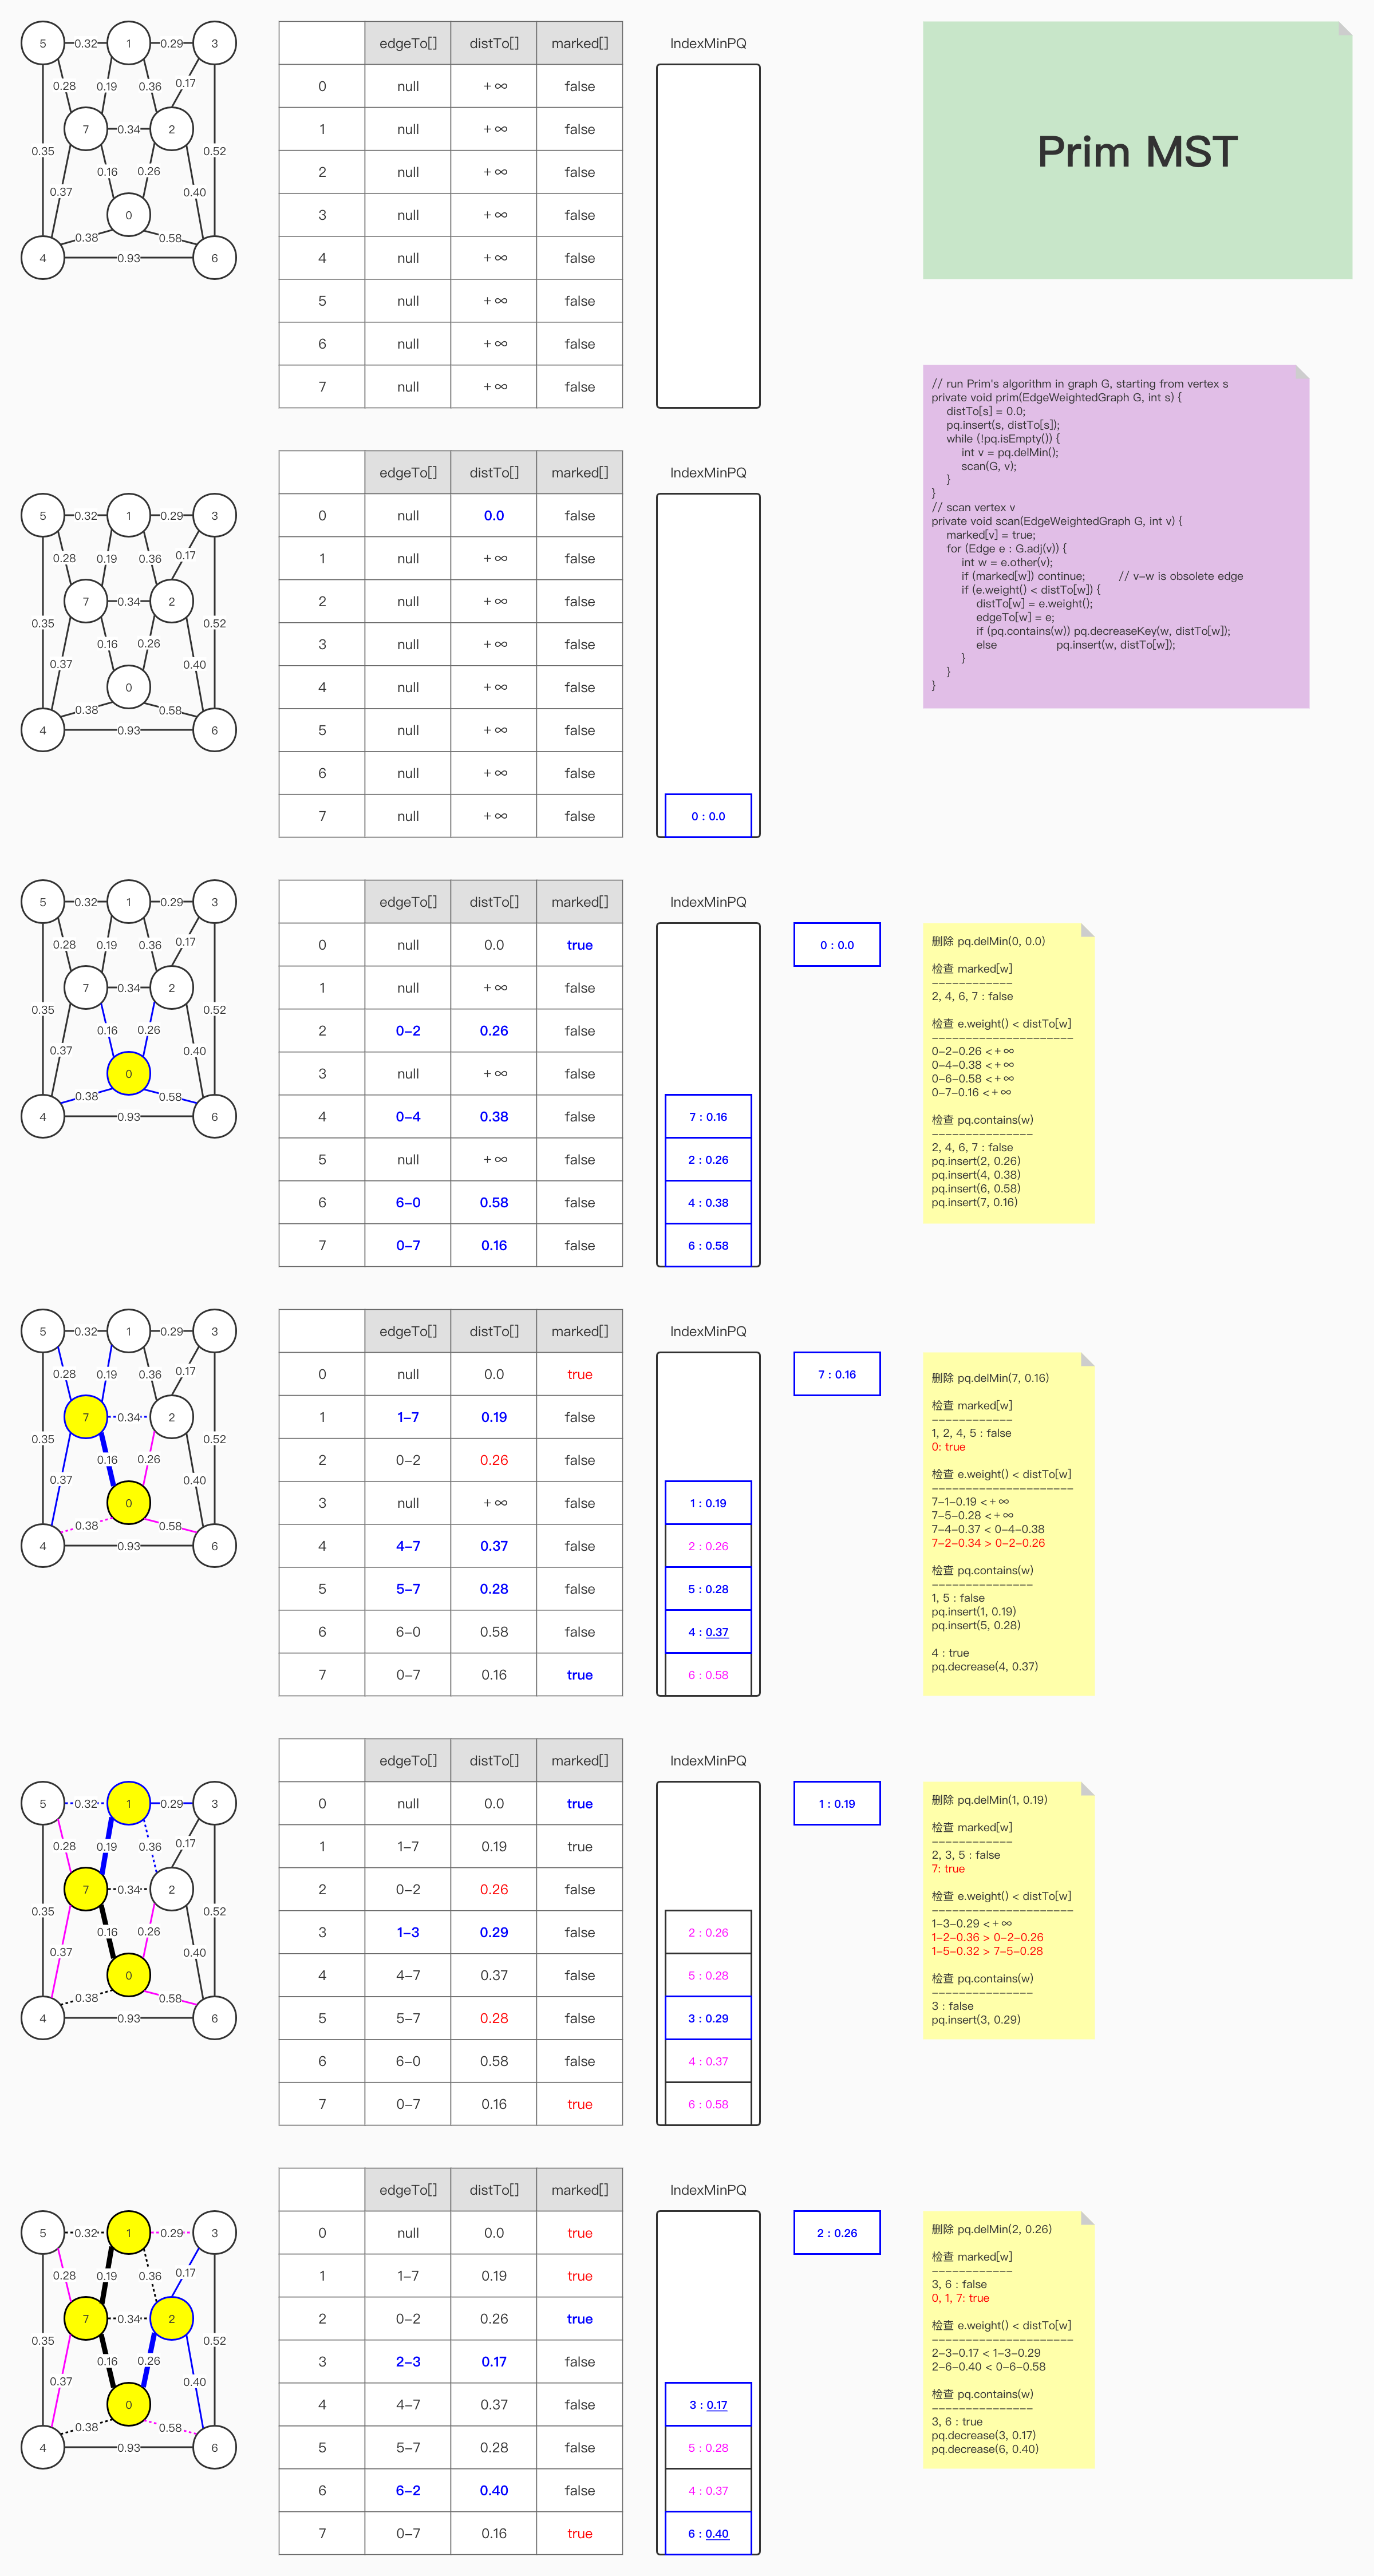 Prim MST
5 0.32 1 0.29 3
0.28 0.19 0.36 0.17
7 0.34 2
0.35 0.52
0.16 0.26
0.37 0.40
0
0.38 0.58
4 0.93 6
edgeTo[] distTo[] marked[]
0 null +∞ false
1 null +∞ false
2 null +∞ false
3 null +∞ false
4 null +∞ false
5 null +∞ false
6 null +∞ false
7 null +∞ false
IndexMinPQ
// run Prim's algorithm in graph G, starting from vertex s
private void prim(EdgeWeightedGraph G, int s) {
distTo[s] = 0.0;
pq.insert(s, distTo[s]);
while (!pq.isEmpty()) {
int v = pq.delMin();
scan(G, v);
}
}
// scan vertex v
private void scan(EdgeWeightedGraph G, int v) {
marked[v] = true;
for (Edge e : G.adj(v)) {
int w = e.other(v);
if (marked[w]) continue; // v-w is obsolete edge
if (e.weight() < distTo[w]) {
distTo[w] = e.weight();
edgeTo[w] = e;
if (pq.contains(w)) pq.decreaseKey(w, distTo[w]);
else pq.insert(w, distTo[w]);
}
}
}
5 0.32 1 0.29 3
0.28 0.19 0.36 0.17
7 0.34 2
0.35 0.52
0.16 0.26
0.37 0.40
0
0.38 0.58
4 0.93 6
edgeTo[] distTo[] marked[]
0 null 0.0 false
1 null +∞ false
2 null +∞ false
3 null +∞ false
4 null +∞ false
5 null +∞ false
6 null +∞ false
7 null +∞ false
IndexMinPQ
0 : 0.0
5 0.32 1 0.29 3
0.28 0.19 0.36 0.17
7 0.34 2
0.35 0.52
0.16 0.26
0.37 0.40
0
0.38 0.58
4 0.93 6
edgeTo[] distTo[] marked[]
0 null 0.0 true
1 null +∞ false
2 0-2 0.26 false
3 null +∞ false
4 0-4 0.38 false
5 null +∞ false
6 6-0 0.58 false
7 0-7 0.16 false
IndexMinPQ
7 : 0.16
2 : 0.26
4 : 0.38
6 : 0.58
0 : 0.0
删除 pq.delMin(0, 0.0)
检查 marked[w]
------------
2, 4, 6, 7 : false
检查 e.weight() < distTo[w]
---------------------
0-2-0.26 < +∞
0-4-0.38 < +∞
0-6-0.58 < +∞
0-7-0.16 < +∞
检查 pq.contains(w)
---------------
2, 4, 6, 7 : false
pq.insert(2, 0.26)
pq.insert(4, 0.38)
pq.insert(6, 0.58)
pq.insert(7, 0.16)
5 0.32 1 0.29 3
0.28 0.19 0.36 0.17
7 0.34 2
0.35 0.52
0.16 0.26
0.37 0.40
0
0.38 0.58
4 0.93 6
edgeTo[] distTo[] marked[]
0 null 0.0 true
1 1-7 0.19 false
2 0-2 0.26 false
3 null +∞ false
4 4-7 0.37 false
5 5-7 0.28 false
6 6-0 0.58 false
7 0-7 0.16 true
IndexMinPQ
1 : 0.19
2 : 0.26
5 : 0.28
4 : 0.37
6 : 0.58
7 : 0.16
删除 pq.delMin(7, 0.16)
检查 marked[w]
------------
1, 2, 4, 5 : false
0: true
检查 e.weight() < distTo[w]
---------------------
7-1-0.19 < +∞
7-5-0.28 < +∞
7-4-0.37 < 0-4-0.38
7-2-0.34 > 0-2-0.26
检查 pq.contains(w)
---------------
1, 5 : false
pq.insert(1, 0.19)
pq.insert(5, 0.28)
4 : true
pq.decrease(4, 0.37)
5 0.32 1 0.29 3
0.28 0.19 0.36 0.17
7 0.34 2
0.35 0.52
0.16 0.26
0.37 0.40
0
0.38 0.58
4 0.93 6
edgeTo[] distTo[] marked[]
0 null 0.0 true
1 1-7 0.19 true
2 0-2 0.26 false
3 1-3 0.29 false
4 4-7 0.37 false
5 5-7 0.28 false
6 6-0 0.58 false
7 0-7 0.16 true
IndexMinPQ
2 : 0.26
5 : 0.28
3 : 0.29
4 : 0.37
6 : 0.58
1 : 0.19
删除 pq.delMin(1, 0.19)
检查 marked[w]
------------
2, 3, 5 : false
7: true
检查 e.weight() < distTo[w]
---------------------
1-3-0.29 < +∞
1-2-0.36 > 0-2-0.26
1-5-0.32 > 7-5-0.28
检查 pq.contains(w)
---------------
3 : false
pq.insert(3, 0.29)
5 0.32 1 0.29 3
0.28 0.19 0.36 0.17
7 0.34 2
0.35 0.52
0.16 0.26
0.37 0.40
0
0.38 0.58
4 0.93 6
edgeTo[] distTo[] marked[]
0 null 0.0 true
1 1-7 0.19 true
2 0-2 0.26 true
3 2-3 0.17 false
4 4-7 0.37 false
5 5-7 0.28 false
6 6-2 0.40 false
7 0-7 0.16 true
IndexMinPQ
3 : 0.17
5 : 0.28
4 : 0.37
6 : 0.40
2 : 0.26
删除 pq.delMin(2, 0.26)
检查 marked[w]
------------
3, 6 : false
0, 1, 7: true
检查 e.weight() < distTo[w]
---------------------
2-3-0.17 < 1-3-0.29
2-6-0.40 < 0-6-0.58
检查 pq.contains(w)
---------------
3, 6 : true
pq.decrease(3, 0.17)
pq.decrease(6, 0.40)